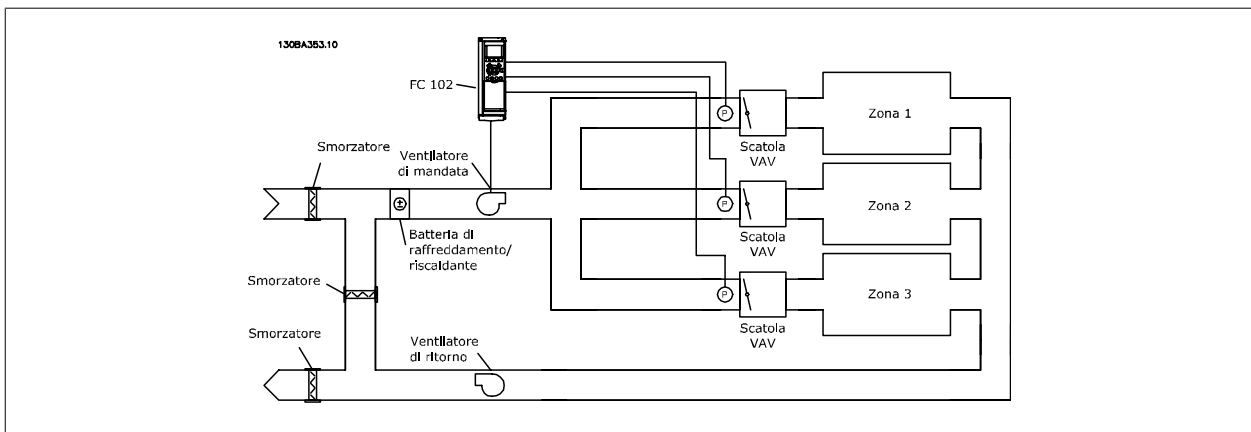 130BA353.10
FC 102
Smorzatore
Ventilatore
di mandata
Batteria di
raffreddamento/
riscaldante
Smorzatore
Smorzatore
Ventilatore
di ritorno
P
Scatola
VAV
Zona 1
P
Scatola
VAV
Zona 2
P
Scatola
VAV
Zona 3